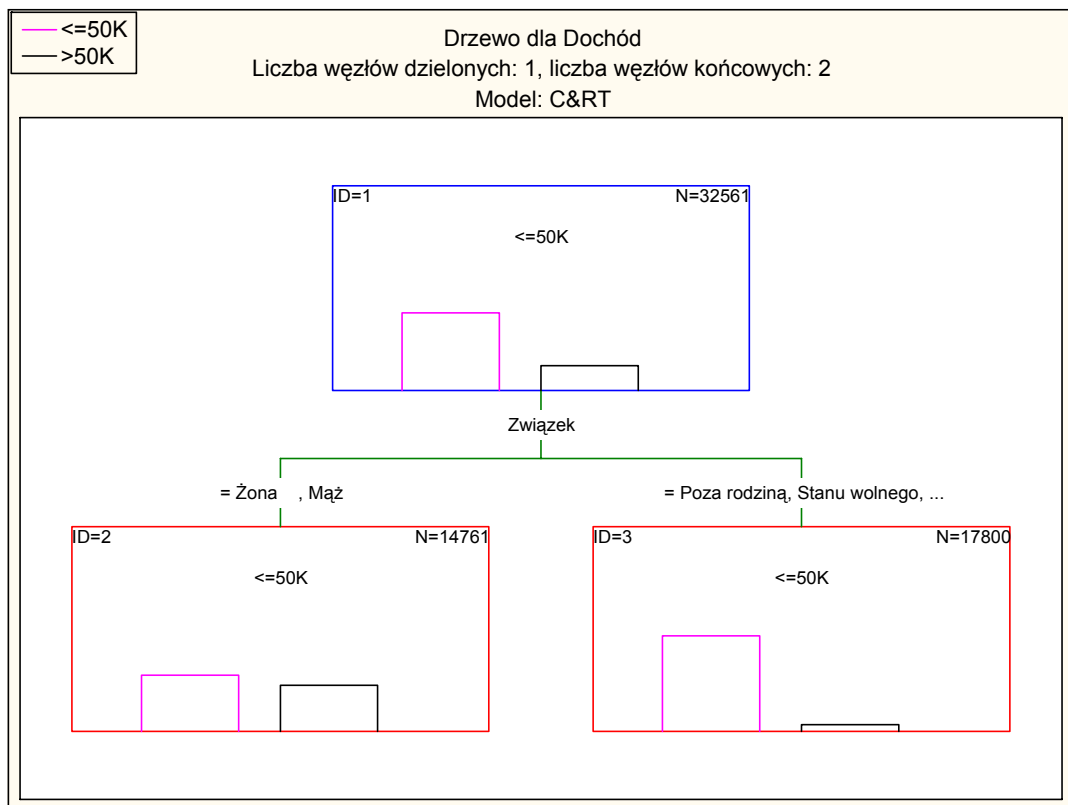 <=50K
>50K
Drzewo dla Dochód
Liczba węzłów dzielonych: 1, liczba węzłów końcowych: 2
Model: C&RT
ID=1 N=32561
<=50K
Związek
= Żona , Mąż
= Poza rodziną, Stanu wolnego, ...
ID=2 N=14761
<=50K
ID=3 N=17800
<=50K